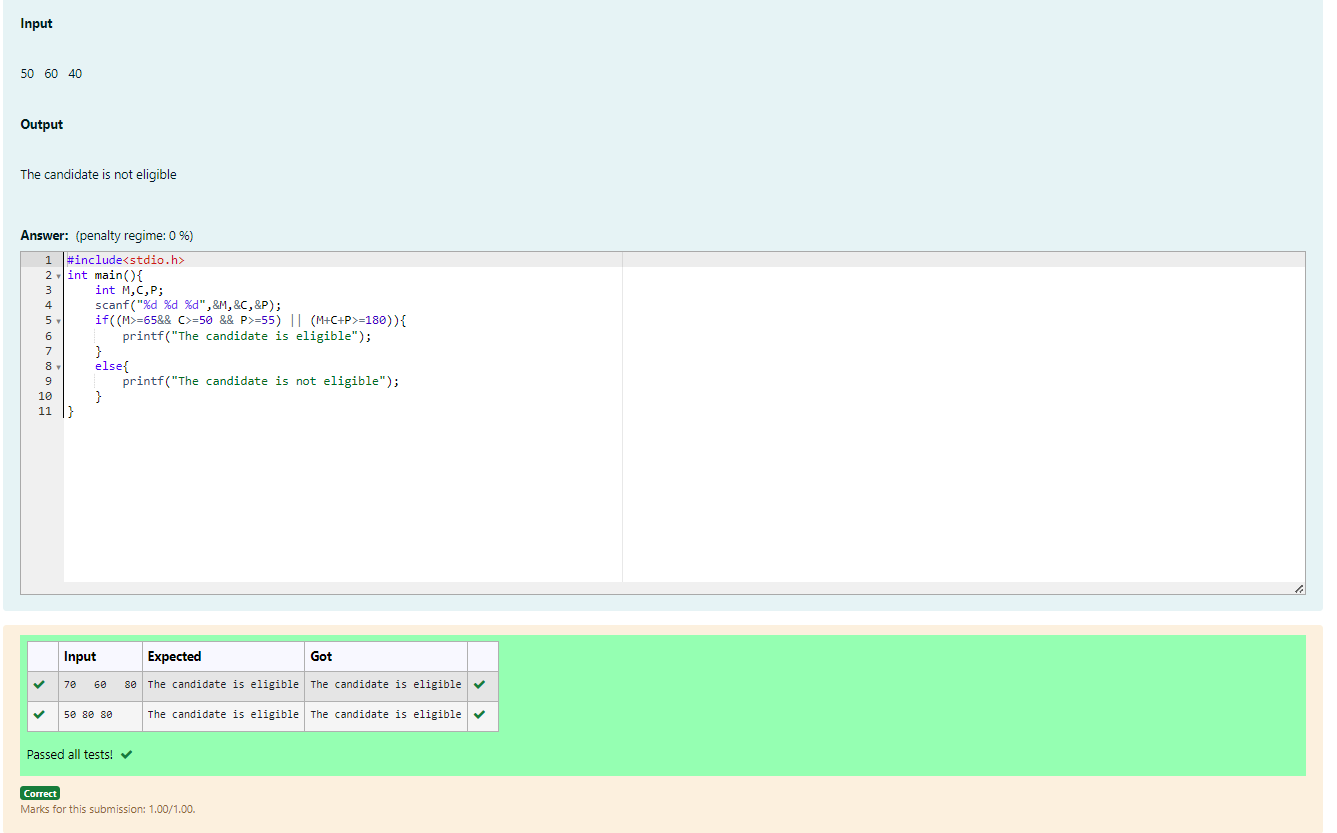 Input
50 60 40
Output
The candidate is not eligible
Answer: (penalty regime: 0 %)
1 #include<stdio.h>
2 int main(){
3     int M,C,P;
4     scanf("%d %d %d",&M,&C,&P);
5     if((M>=65&& C>=50 && P>=55) || (M+C+P>=180)){
6         printf("The candidate is eligible");
7     }
8     else{
9         printf("The candidate is not eligible");
10     }
11 }
Input Expected Got
70 60 80 The candidate is eligible The candidate is eligible
50 80 80 The candidate is eligible The candidate is eligible
Passed all tests!
Correct
Marks for this submission: 1.00/1.00.